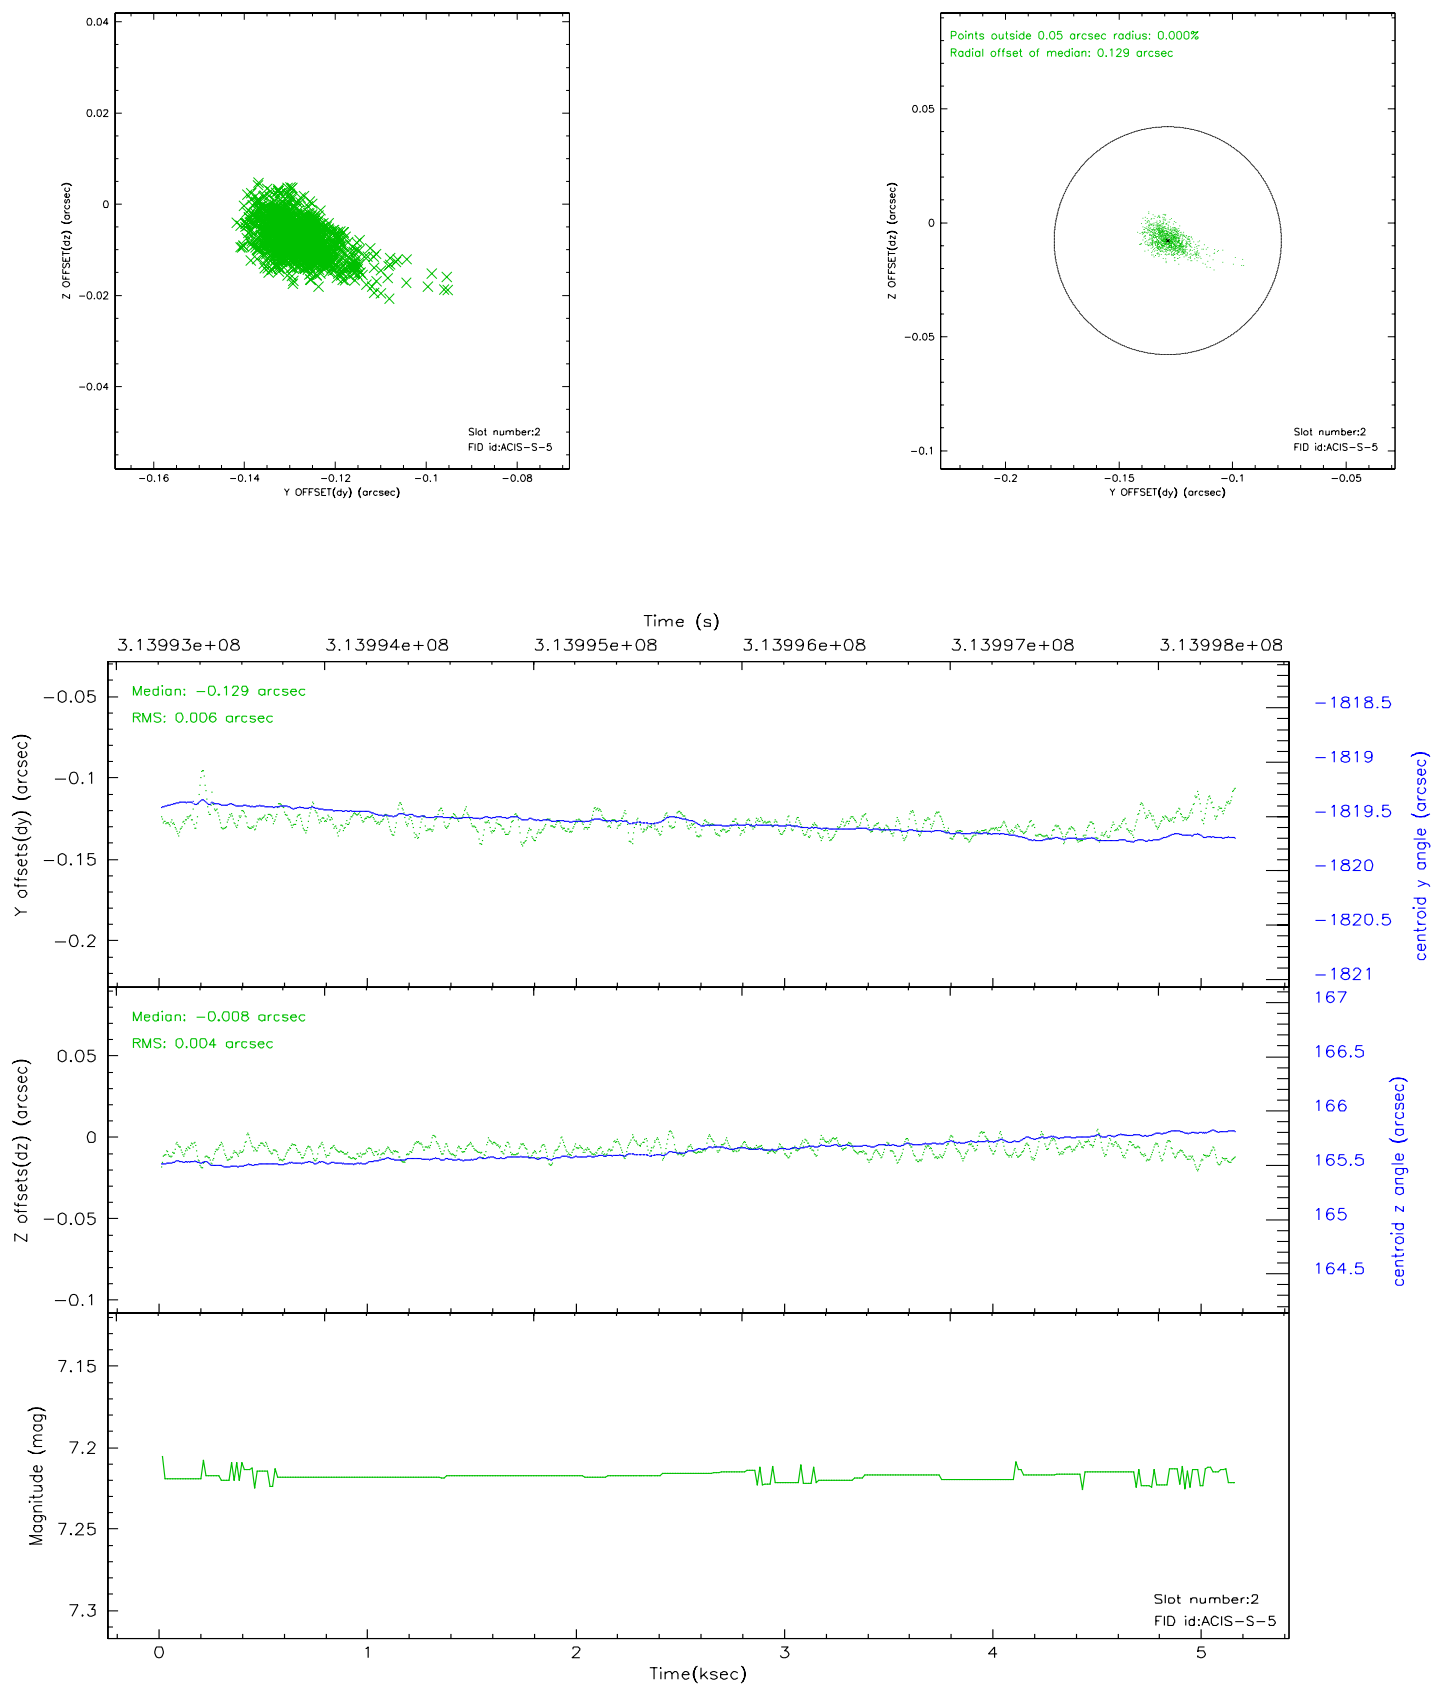 0.04
0.02
0
-0.02
-0.04
Z OFFSET(dz) (arcsec)
Slot number:2
FID id:ACIS-S-5
-0.16 -0.14 -0.12 -0.1 -0.08
Y OFFSET(dy) (arcsec)
Points outside 0.05 arcsec radius: 0.000%
Radial offset of median: 0.129 arcsec
0.05
0
-0.05
-0.1
Z OFFSET(dz) (arcsec)
Slot number:2
FID id:ACIS-S-5
-0.2 -0.15 -0.1 -0.05
Y OFFSET(dy) (arcsec)
Time (s)
3.13993e+08 3.13994e+08 3.13995e+08 3.13996e+08 3.13997e+08 3.13998e+08
Median: -0.129 arcsec
RMS: 0.006 arcsec
-0.05
-0.1
-0.15
-0.2
Y offsets(dy) (arcsec)
-1818.5
-1819
-1819.5
-1820
-1820.5
-1821
centroid y angle (arcsec)
Median: -0.008 arcsec
RMS: 0.004 arcsec
0.05
0
-0.05
-0.1
Z offsets(dz) (arcsec)
167
166.5
166
165.5
165
164.5
centroid z angle (arcsec)
7.15
7.2
7.25
7.3
Magnitude (mag)
Slot number:2
FID id:ACIS-S-5
0 1 2 3 4 5
Time(ksec)